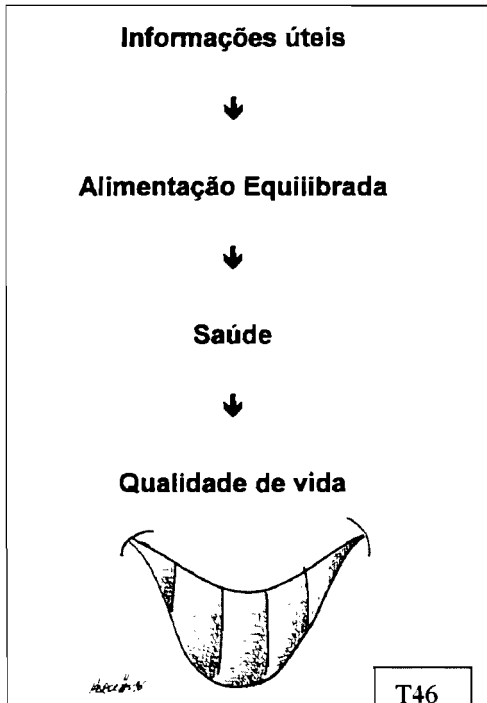 Informações úteis
Alimentação Equilibrada
Saúde
Qualidade de vida
T46